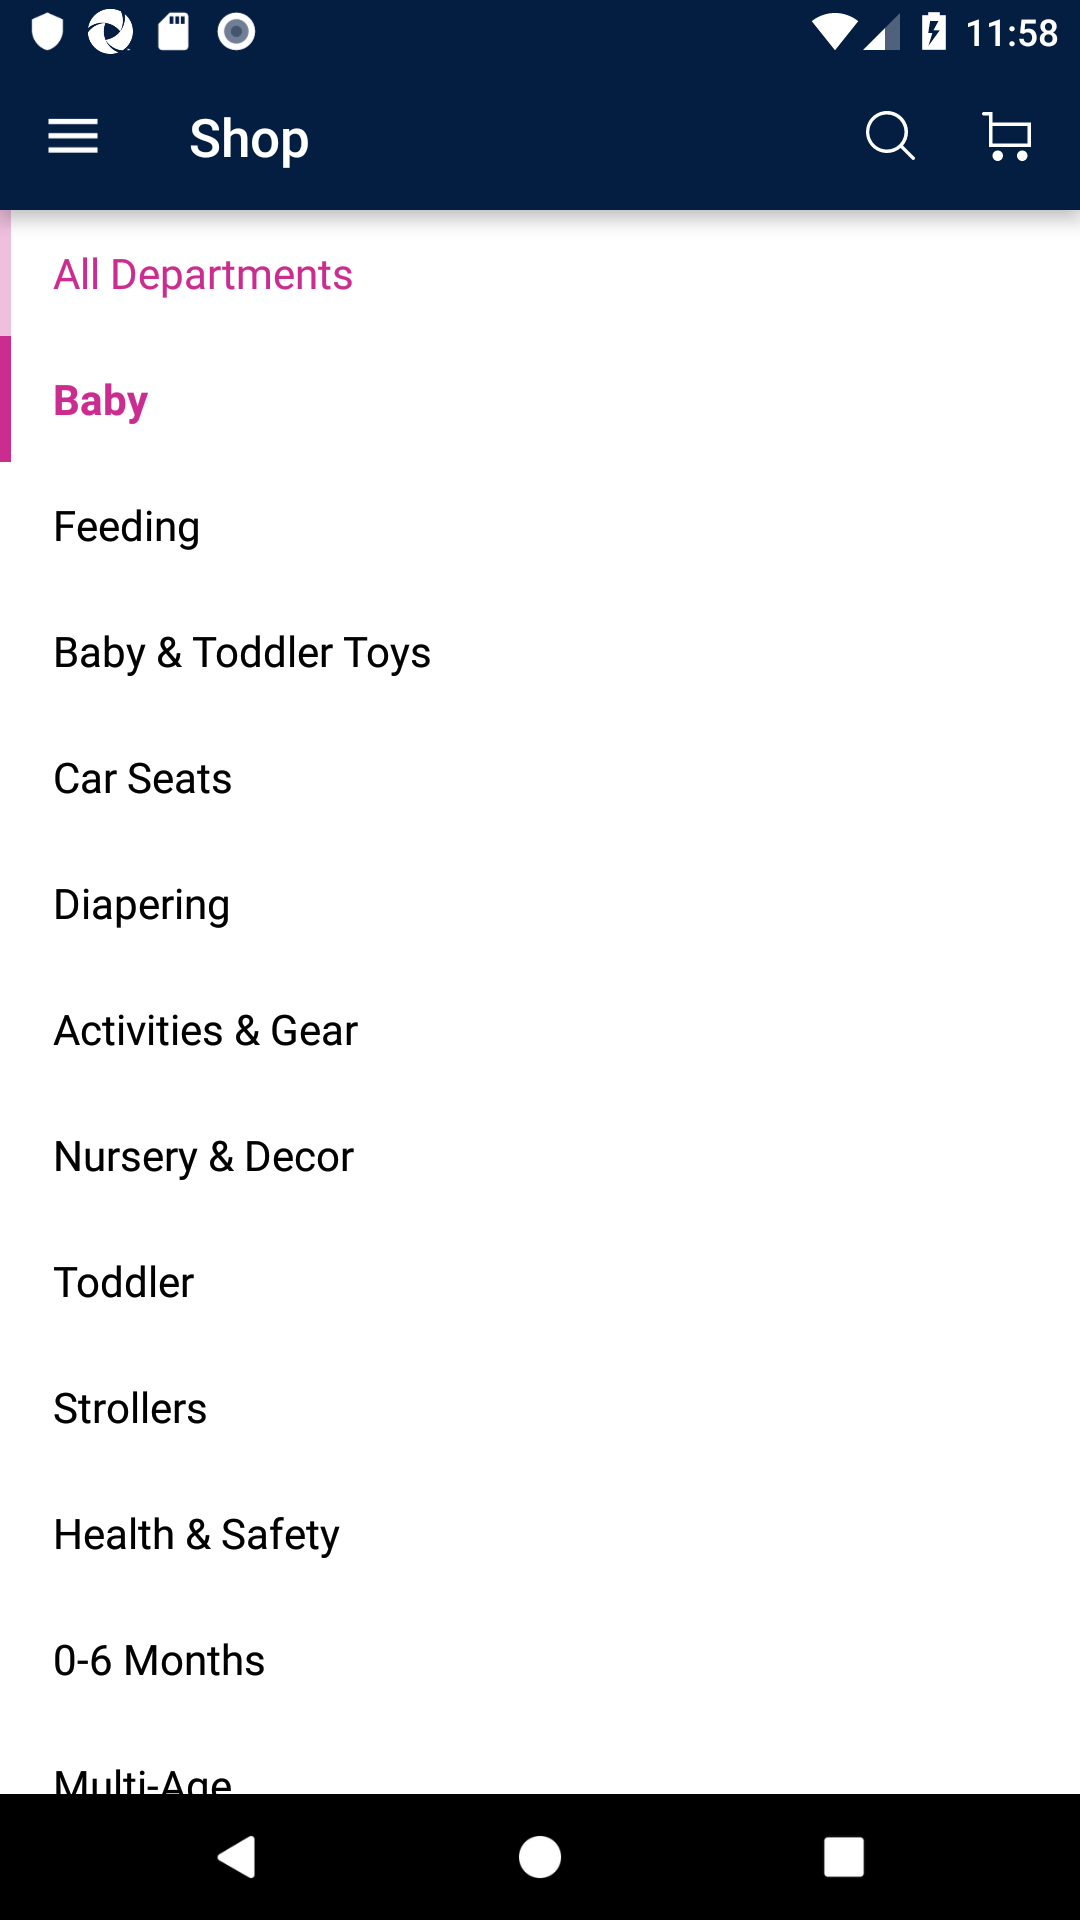 11:58
Shop
All Departments
Baby
Feeding
Baby & Toddler Toys
Car Seats
Diapering
Activities & Gear
Nursery & Decor
Toddler
Strollers
Health & Safety
0-6 Months
Multi-Age